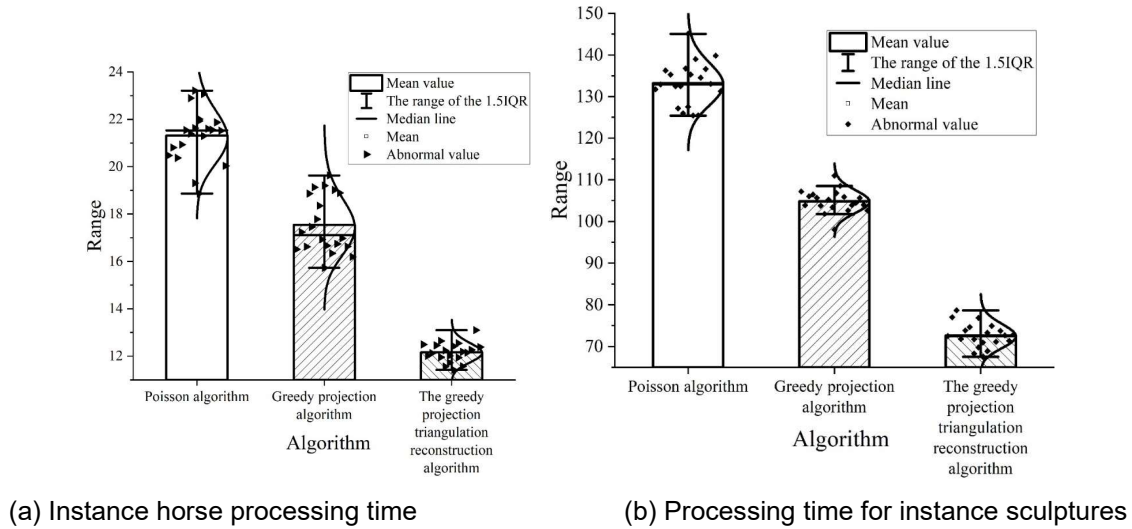 24
22
20
18
16
14
12
Range
Mean value
The range of the 1.5IQR
Median line
Mean
Abnormal value
Poisson algorithm
Greedy projection
algorithm
The greedy
projection
triangulation
reconstruction
algorithm
Algorithm
(a) Instance horse processing time
150
140
130
120
110
100
90
80
70
Range
Mean value
The range of the 1.5IQR
Median line
Mean
Abnormal value
Poisson algorithm
Greedy projection
algorithm
The greedy
projection
triangulation
reconstruction
algorithm
Algorithm
(b) Processing time for instance sculptures